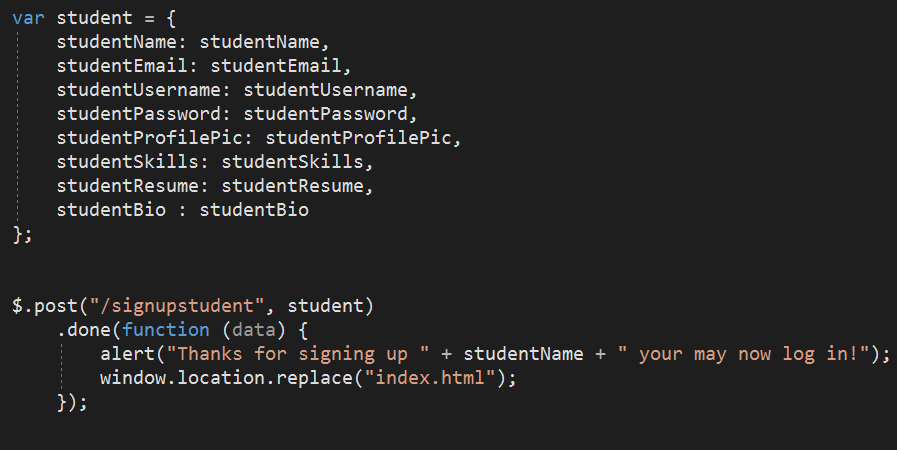 var student = {
    studentName: studentName,
    studentEmail: studentEmail,
    studentUsername: studentUsername,
    studentPassword: studentPassword,
    studentProfilePic: studentProfilePic,
    studentSkills: studentSkills,
    studentResume: studentResume,
    studentBio : studentBio
};
$.post("/signupstudent", student)
    .done(function (data) {
        alert("Thanks for signing up " + studentName + " your may now log in!");
        window.location.replace("index.html");
    });